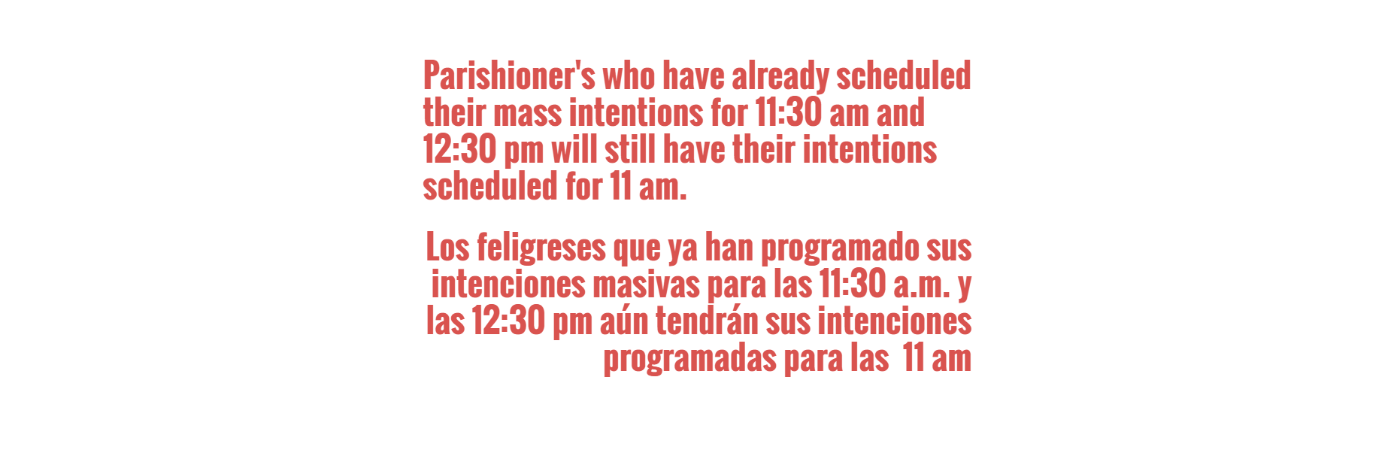 Parishioner's who have already scheduled
their mass intentions for 11:30 am and
12:30 pm will still have their intentions
scheduled for 11 am.
Los feligreses que ya han programado sus
intenciones masivas para las 11:30 a.m. y
las 12:30 pm aún tendrán sus intenciones
programadas para las  11 am